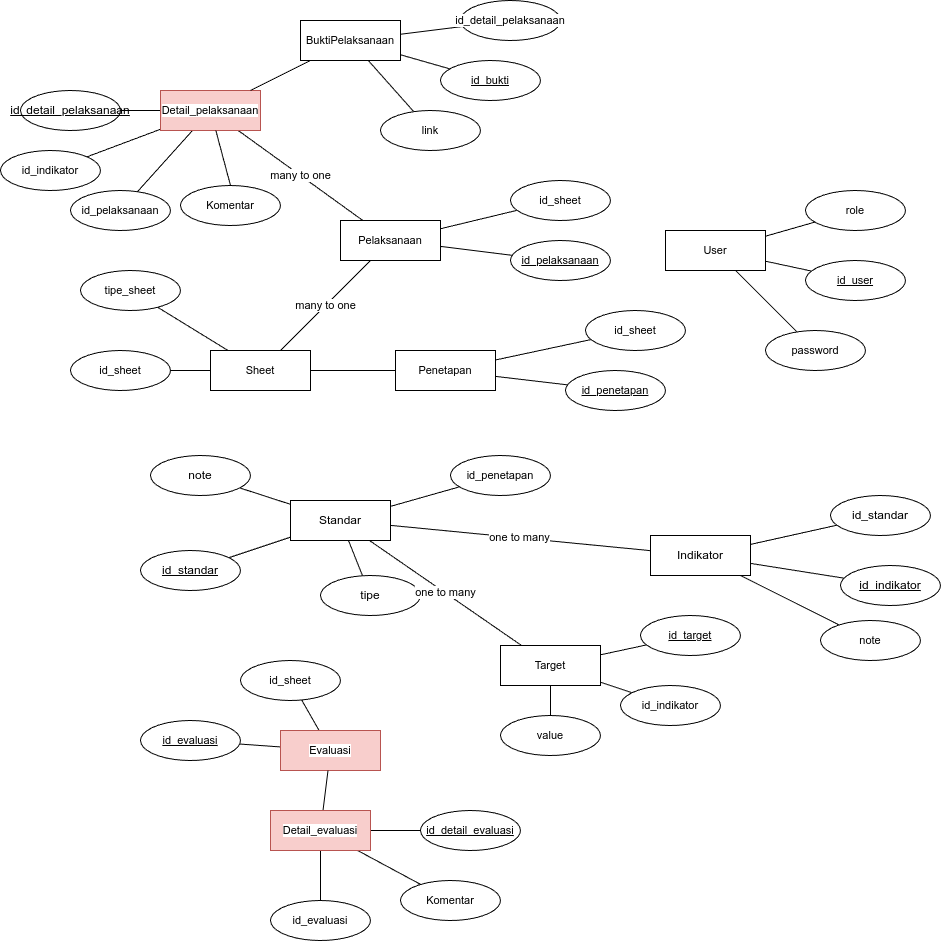 id_detail_pelaksanaan
BuktiPelaksanaan
id_bukti
link
id_detail_pelaksanaan
Detail_pelaksanaan
id_indikator
id_pelaksanaan
Komentar
many to one
id_sheet
Pelaksanaan
id_pelaksanaan
role
User
id_user
password
tipe_sheet
many to one
id_sheet
Sheet
Penetapan
id_sheet
id_penetapan
note
id_penetapan
Standar
id_standar
tipe
one to many
one to many
id_standar
Indikator
id_indikator
note
id_target
Target
id_indikator
value
id_sheet
id_evaluasi
Evaluasi
Detail_evaluasi
id_detail_evaluasi
Komentar
id_evaluasi